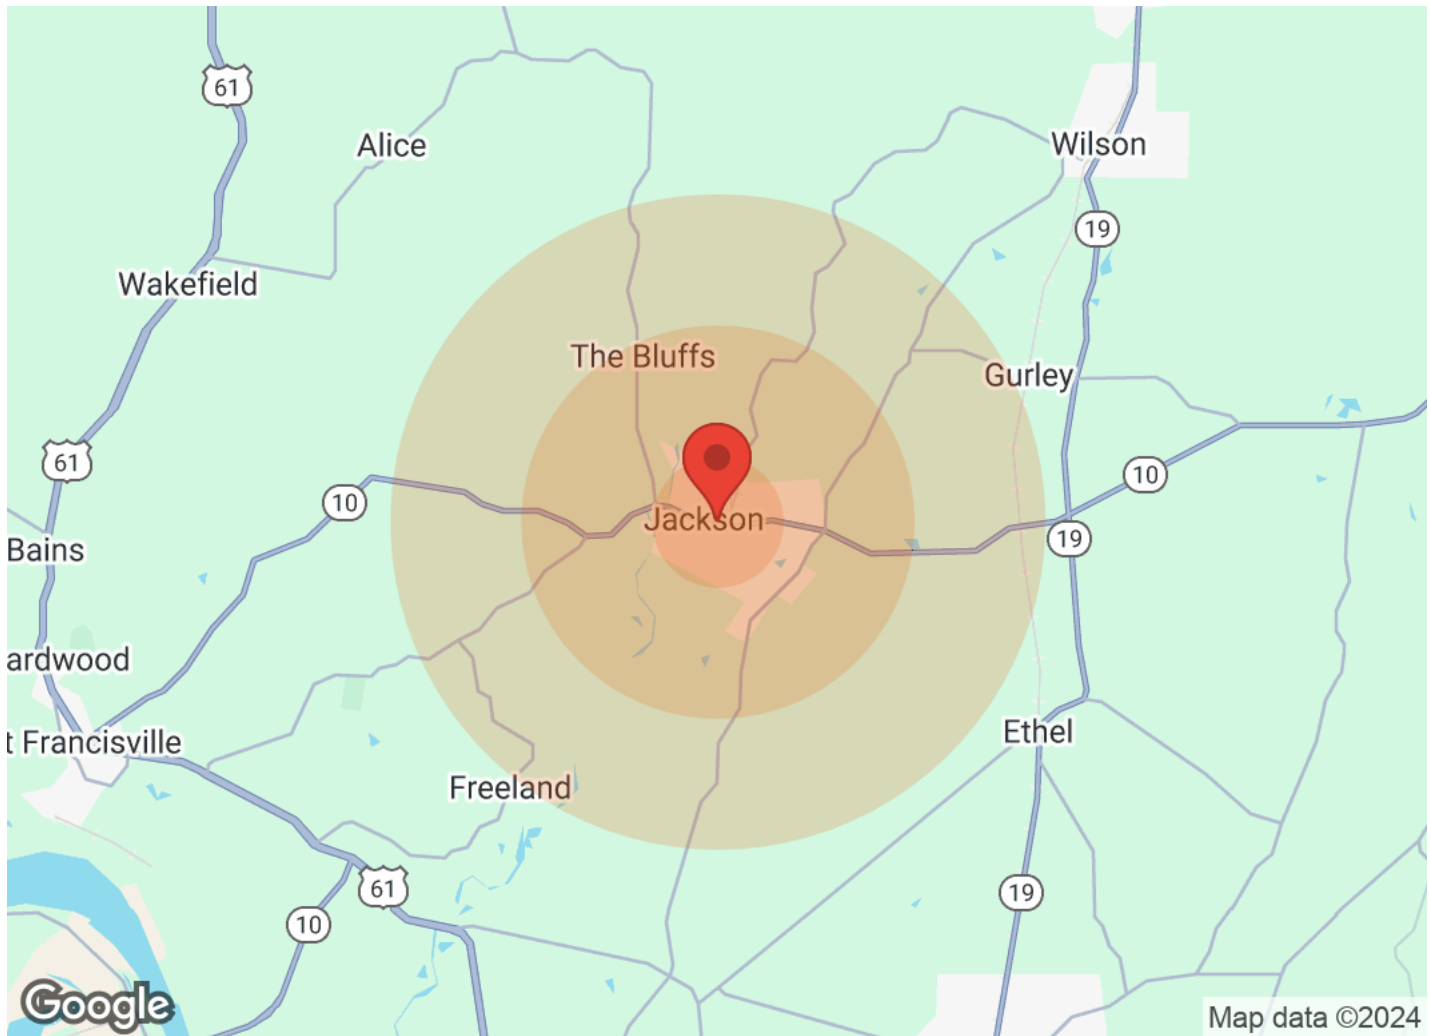 61
Alice
Wilson
19
Wakefield
The Bluffs
Gurley
61
10
10
Jackson
19
Bains
ardwood
t Francisville
Ethel
Freeland
61
19
10
Google
Map data ©2024